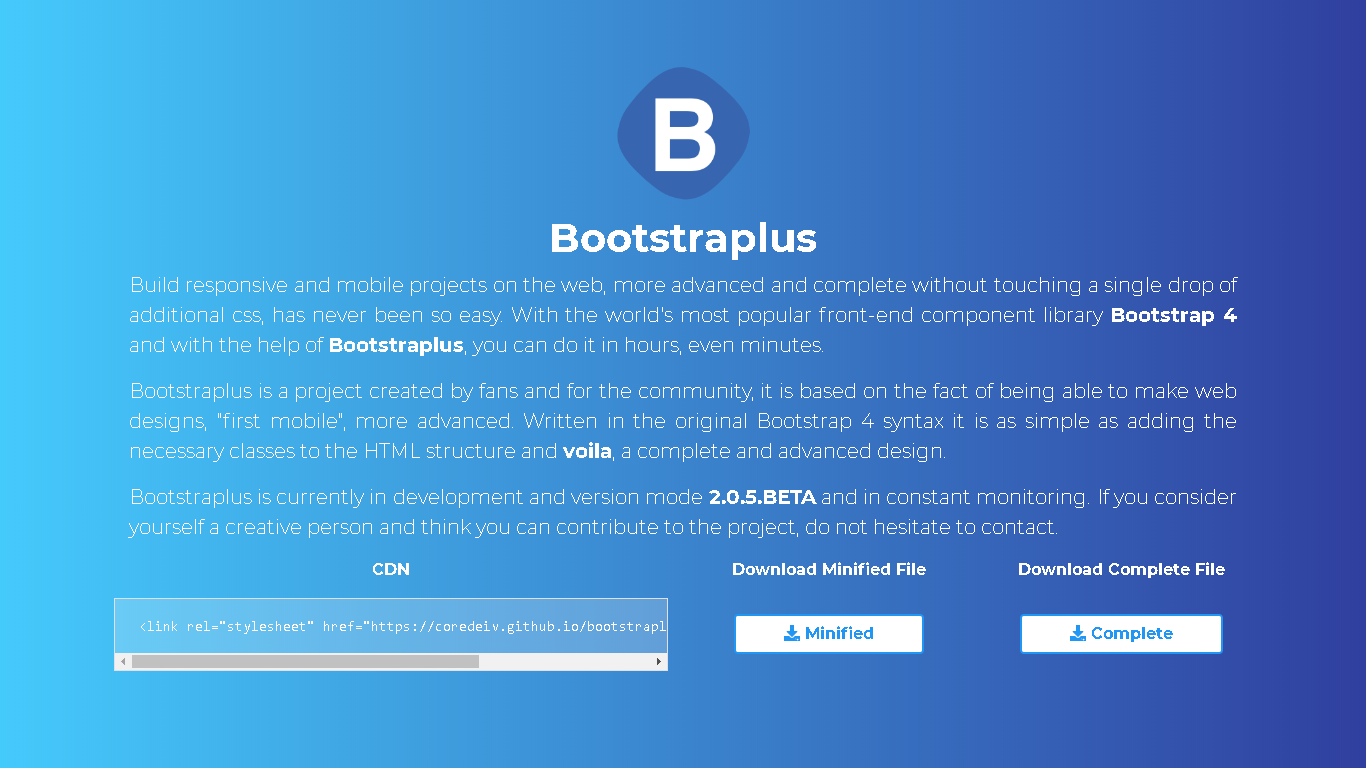 B
Bootstraplus
Build responsive and mobile projects on the web, more advanced and complete without touching a single drop of
additional css, has never been so easy. With the world's most popular front-end component library Bootstrap 4
and with the help of Bootstraplus, you can do it in hours, even minutes.
Bootstraplus is a project created by fans and for the community, it is based on the fact of being able to make web
designs, "first mobile", more advanced. Written in the original Bootstrap 4 syntax it is as simple as adding the
necessary classes to the HTML structure and voila, a complete and advanced design.
Bootstraplus is currently in development and version mode 2.0.5.BETA and in constant monitoring. If you consider
yourself a creative person and think you can contribute to the project, do not hesitate to contact.
CDN
Download Minified File
Download Complete File
<link rel="stylesheet" href="https://coredeiv.github.io/bootstrapl
Minified
Complete